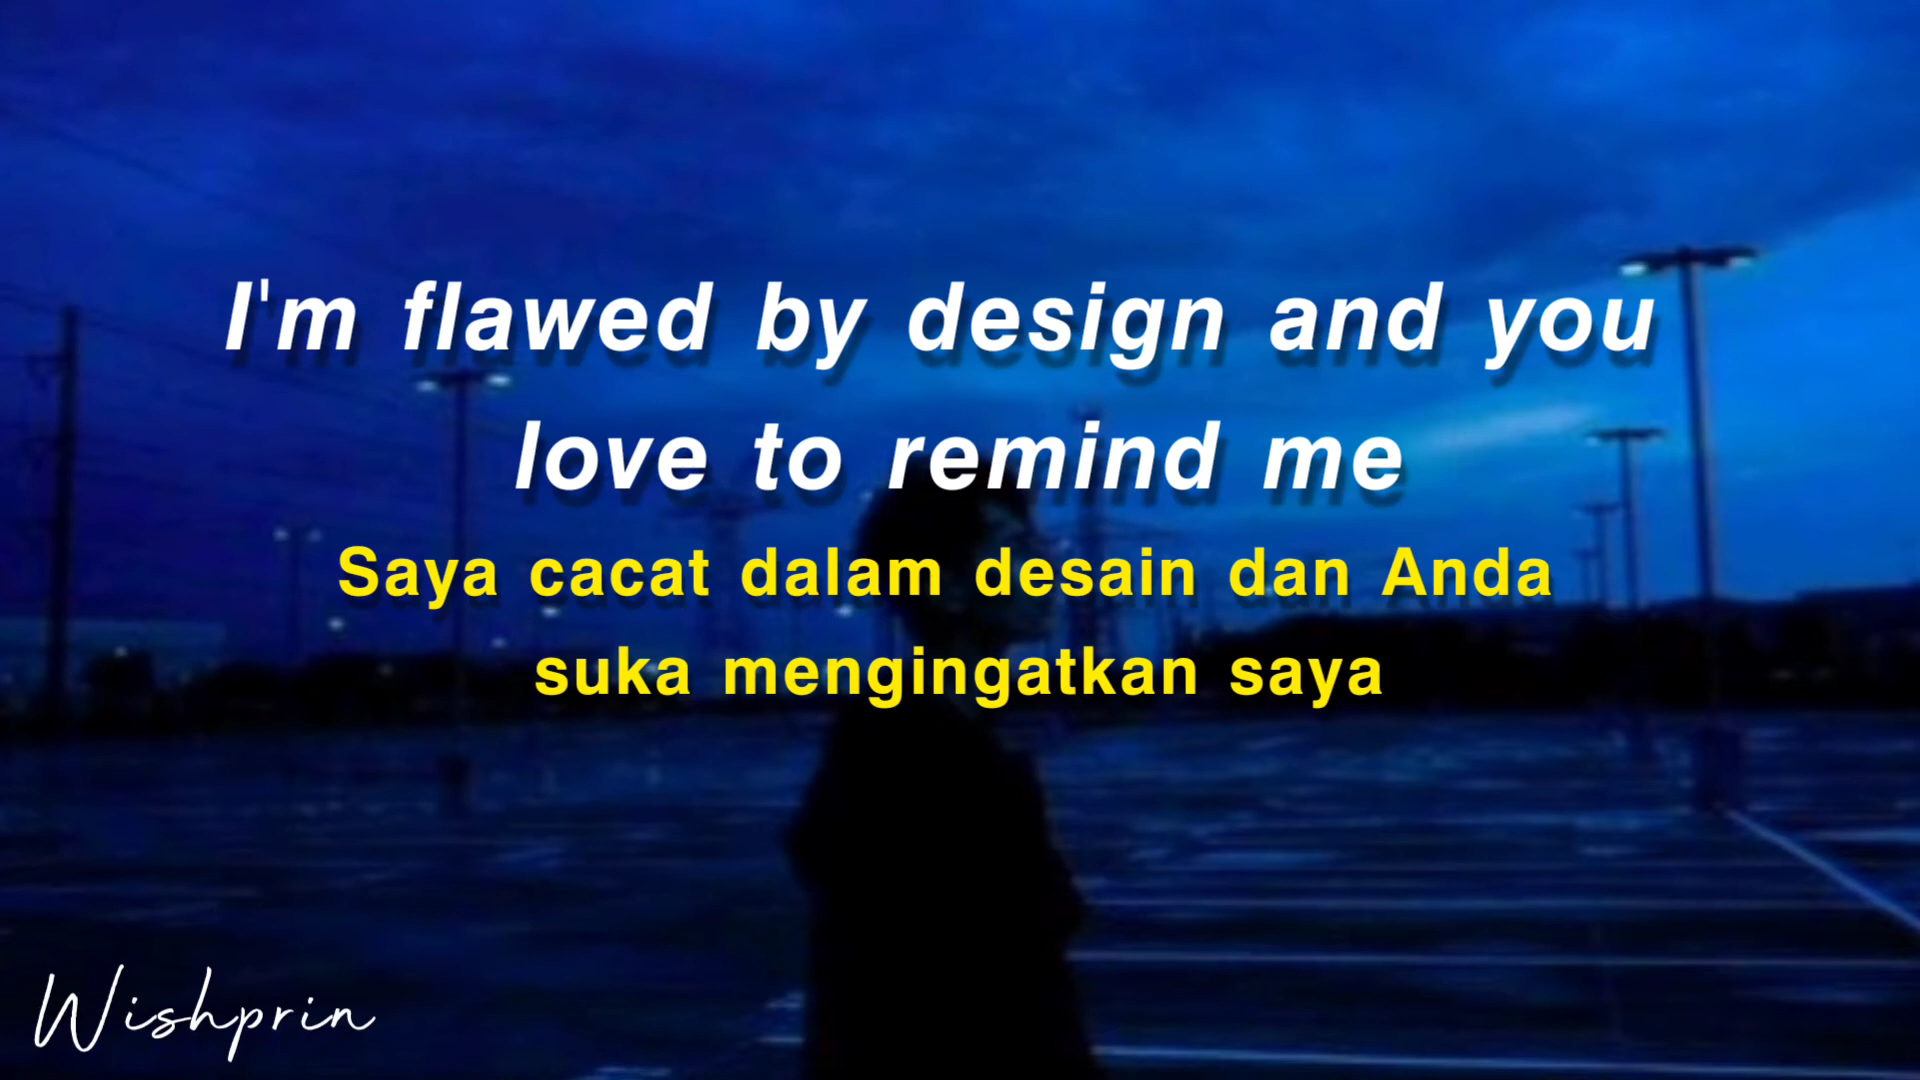 I'm flawed by design and you
love to remind me
Saya cacat dalam desain dan Anda
suka mengingatkan saya
Wishprin